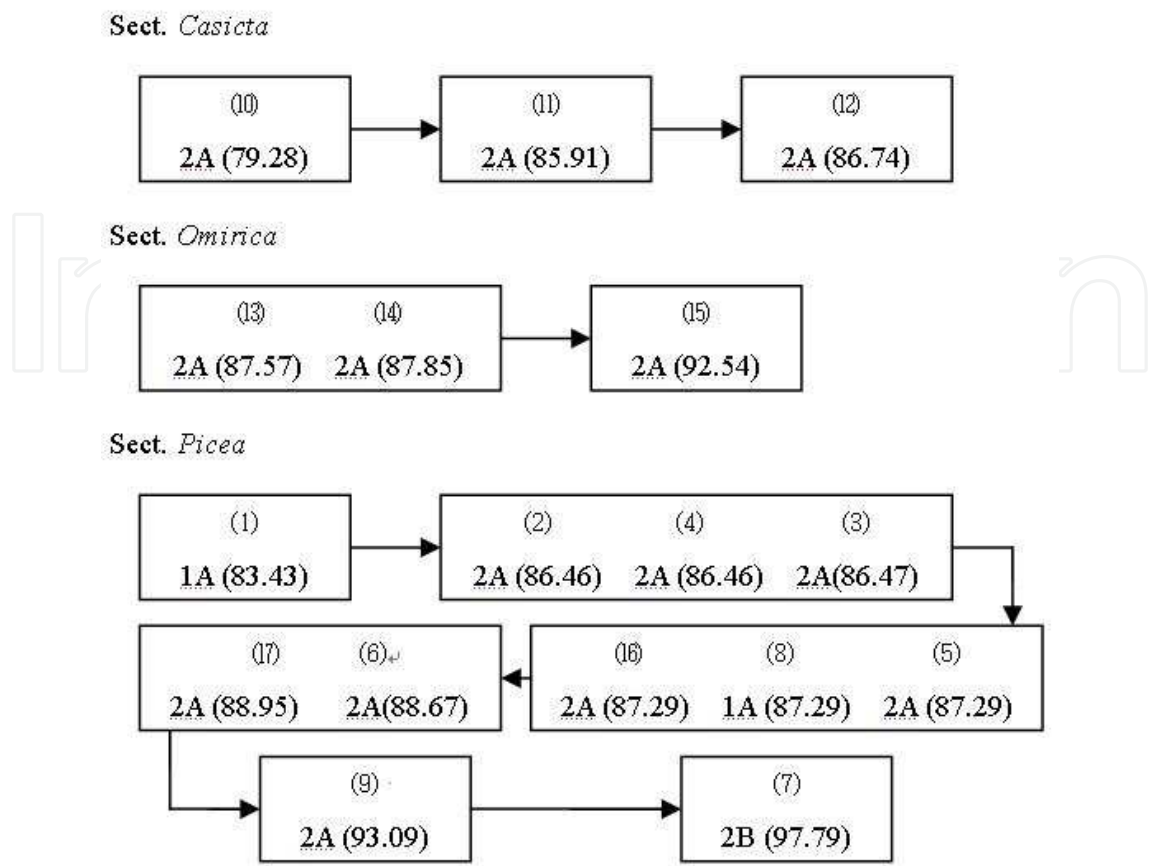 Sect. Casicta
⑽ ⑾ ⑿
2A (79.28) 2A (85.91) 2A (86.74)
Sect. Omirica
⒀ ⒁ ⒂
2A (87.57) 2A (87.85) 2A (92.54)
Sect. Picea
(1) (2) (4) (3)
1A (83.43) 2A (86.46) 2A (86.46) 2A(86.47)
⒄ (6)↵ ⒃ (8) (5)
2A (88.95) 2A(88.67) 2A (87.29) 1A (87.29) 2A (87.29)
(9) (7)
2A (93.09) 2B (97.79)